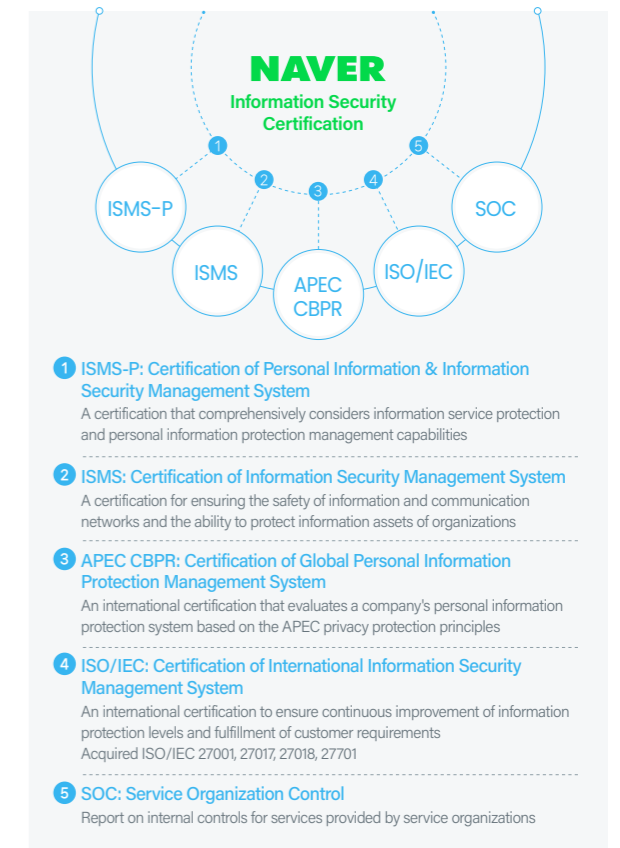 NAVER
Information Security
Certification
1
2
3
4
5
ISMS-P
ISMS
APEC
CBPR
ISO/IEC
SOC
1 ISMS-P: Certification of Personal Information & Information
Security Management System
A certification that comprehensively considers information service protection
and personal information protection management capabilities
2 ISMS: Certification of Information Security Management System
A certification for ensuring the safety of information and communication
networks and the ability to protect information assets of organizations
3 APEC CBPR: Certification of Global Personal Information
Protection Management System
An international certification that evaluates a company's personal information
protection system based on the APEC privacy protection principles
4 ISO/IEC: Certification of International Information Security
Management System
An international certification to ensure continuous improvement of information
protection levels and fulfillment of customer requirements
Acquired ISO/IEC 27001, 27017, 27018, 27701
5 SOC: Service Organization Control
Report on internal controls for services provided by service organizations